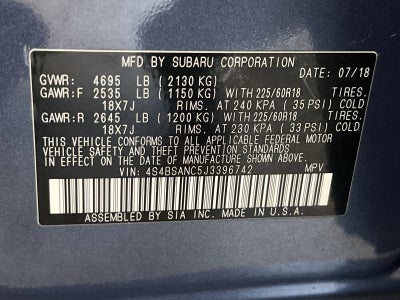 MFD BY SUBARU CORPORATION
GVWR: 4695 LB (2130 KG) DATE: 07/18
GAWR:F 2535 LB (1150 KG) WITH 225/60R18 TIRES.
18X7J RIMS. AT 240 KPA ( 35 PSI) COLD
GAWR:R 2645 LB (1200 KG) WITH 225/60R18 TIRES.
18X7J RIMS. AT 230 KPA ( 33 PSI) COLD
THIS VEHICLE CONFORMS TO ALL APPLICABLE FEDERAL MOTOR
VEHICLE SAFETY AND THEFT PREVENTION STANDARDS
IN EFFECT ON THE DATE OF MANUFACTURE SHOWN ABOVE.
VIN: 4S4BSANC5J3396742 MPV
ASSEMBLED BY SIA INC. MADE IN U.S.A.